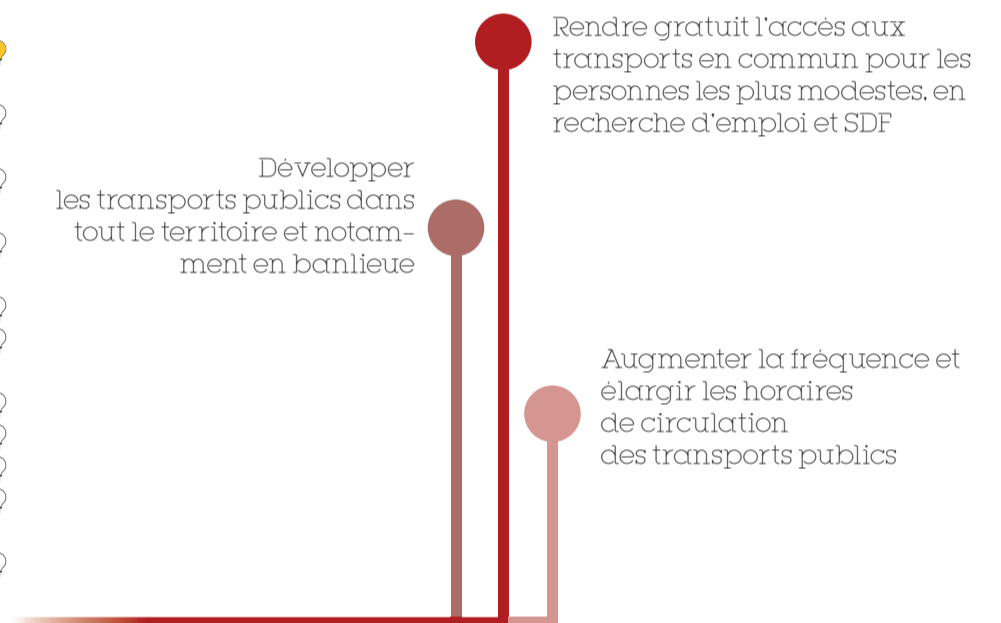 Rendre gratuit l'accès aux
transports en commun pour les
personnes les plus modestes, en
recherche d'emploi et SDF
Développer
les transports publics dans
tout le territoire et notam-
ment en banlieue
Augmenter la fréquence et
élargir les horaires
de circulation
des transports publics